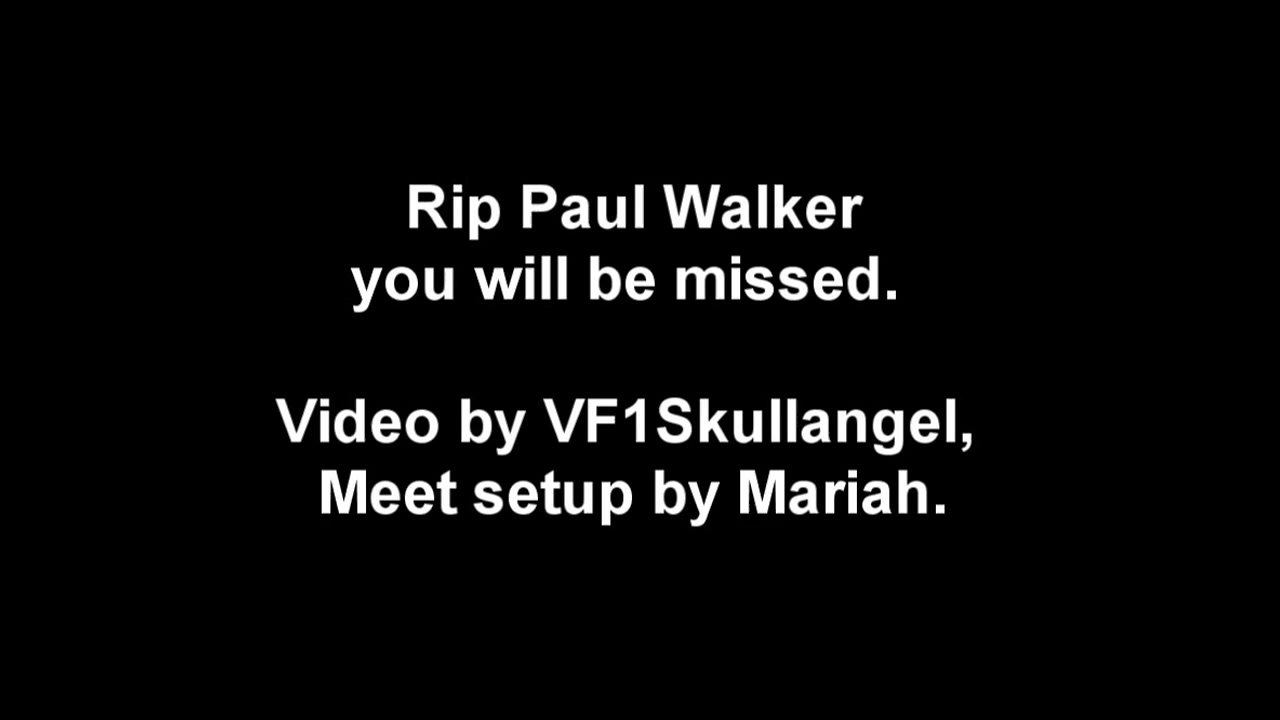 Rip Paul Walker
you will be missed.
Video by VF1Skullangel,
Meet setup by Mariah.